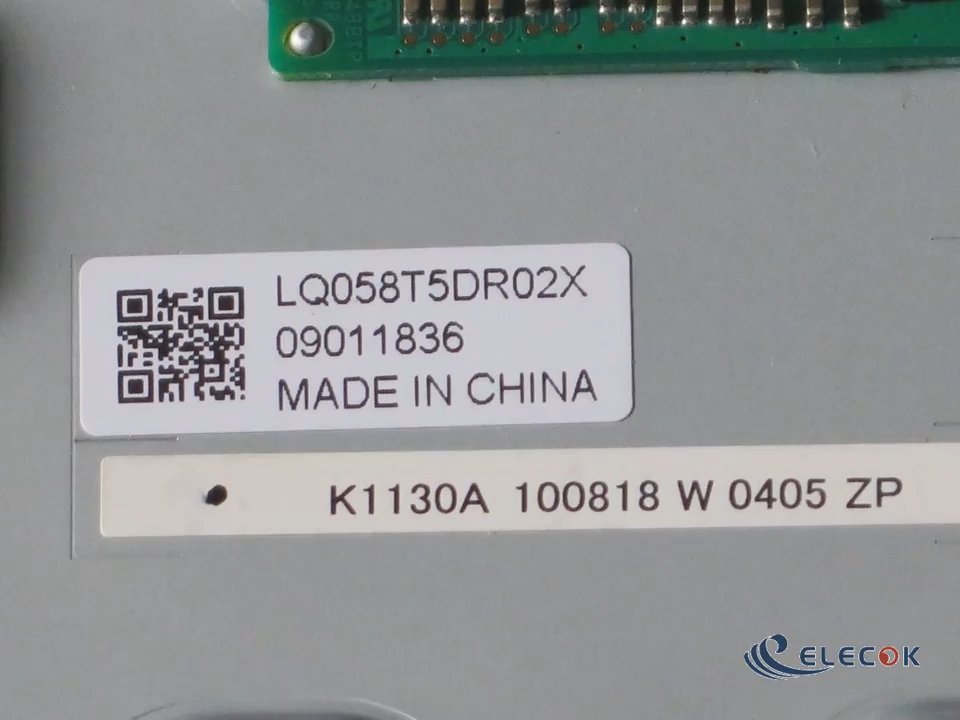 LQ058T5DR02X
09011836
MADE IN CHINA
K1130A 100818 W 0405 ZP
ELECOK